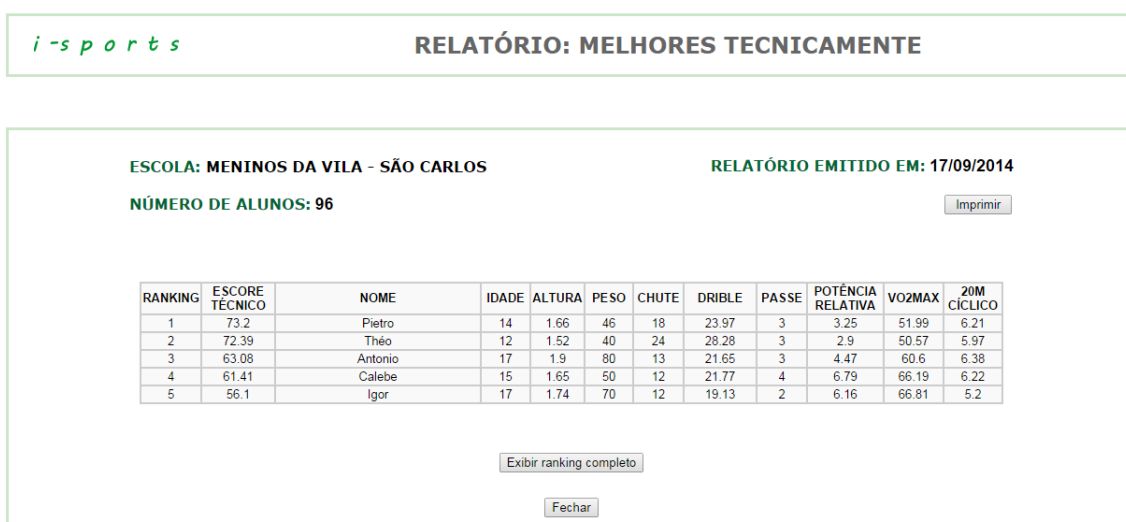 i-sports RELATÓRIO: MELHORES TECNICAMENTE
ESCOLA: MENINOS DA VILA - SÃO CARLOS RELATÓRIO EMITIDO EM: 17/09/2014
NÚMERO DE ALUNOS: 96 Imprimir
RANKING ESCORE TÉCNICO NOME IDADE ALTURA PESO CHUTE DRIBLE PASSE POTÊNCIA RELATIVA VO2MAX 20M CÍCLICO
1 73.2 Pietro 14 1.66 46 18 23.97 3 3.25 51.99 6.21
2 72.39 Théo 12 1.52 40 24 28.28 3 2.9 50.57 5.97
3 63.08 Antonio 17 1.9 80 13 21.65 3 4.47 60.6 6.38
4 61.41 Calebe 15 1.65 50 12 21.77 4 6.79 66.19 6.22
5 56.1 Igor 17 1.74 70 12 19.13 2 6.16 66.81 5.2
Exibir ranking completo
Fechar